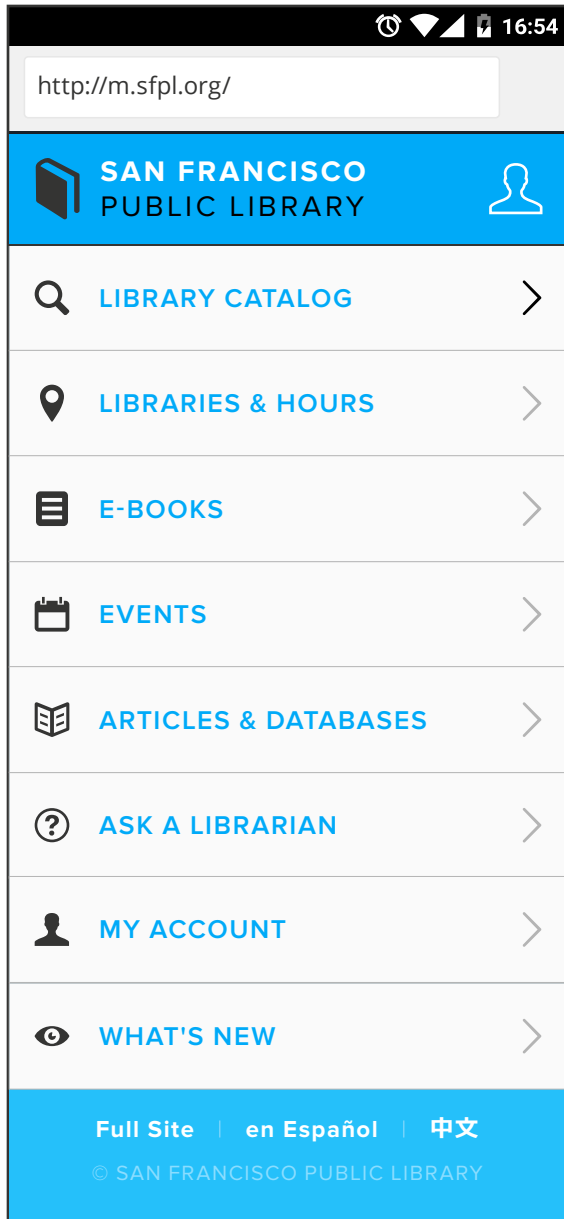 16:54
http://m.sfpl.org/
SAN FRANCISCO
PUBLIC LIBRARY
LIBRARY CATALOG
LIBRARIES & HOURS
E-BOOKS
EVENTS
ARTICLES & DATABASES
ASK A LIBRARIAN
MY ACCOUNT
WHAT'S NEW
Full Site | en Español | 中文
© SAN FRANCISCO PUBLIC LIBRARY